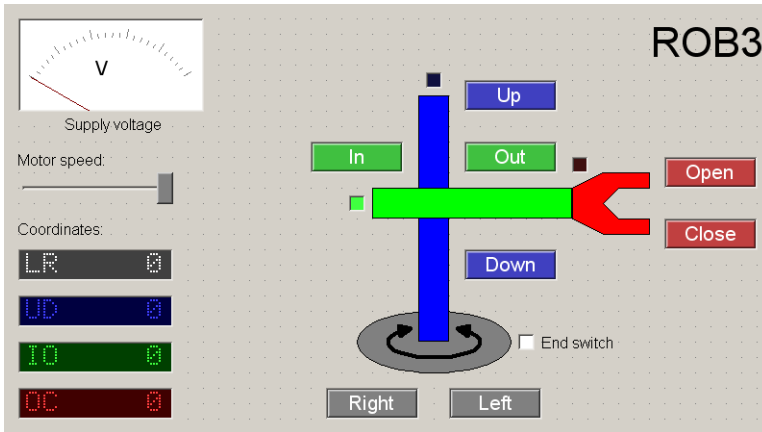 ROB3
V
Supply voltage
Motor speed:
Coordinates:
LR 0
UD 0
IO 0
OC 0
Up
In
Out
Open
Close
Down
End switch
Right
Left